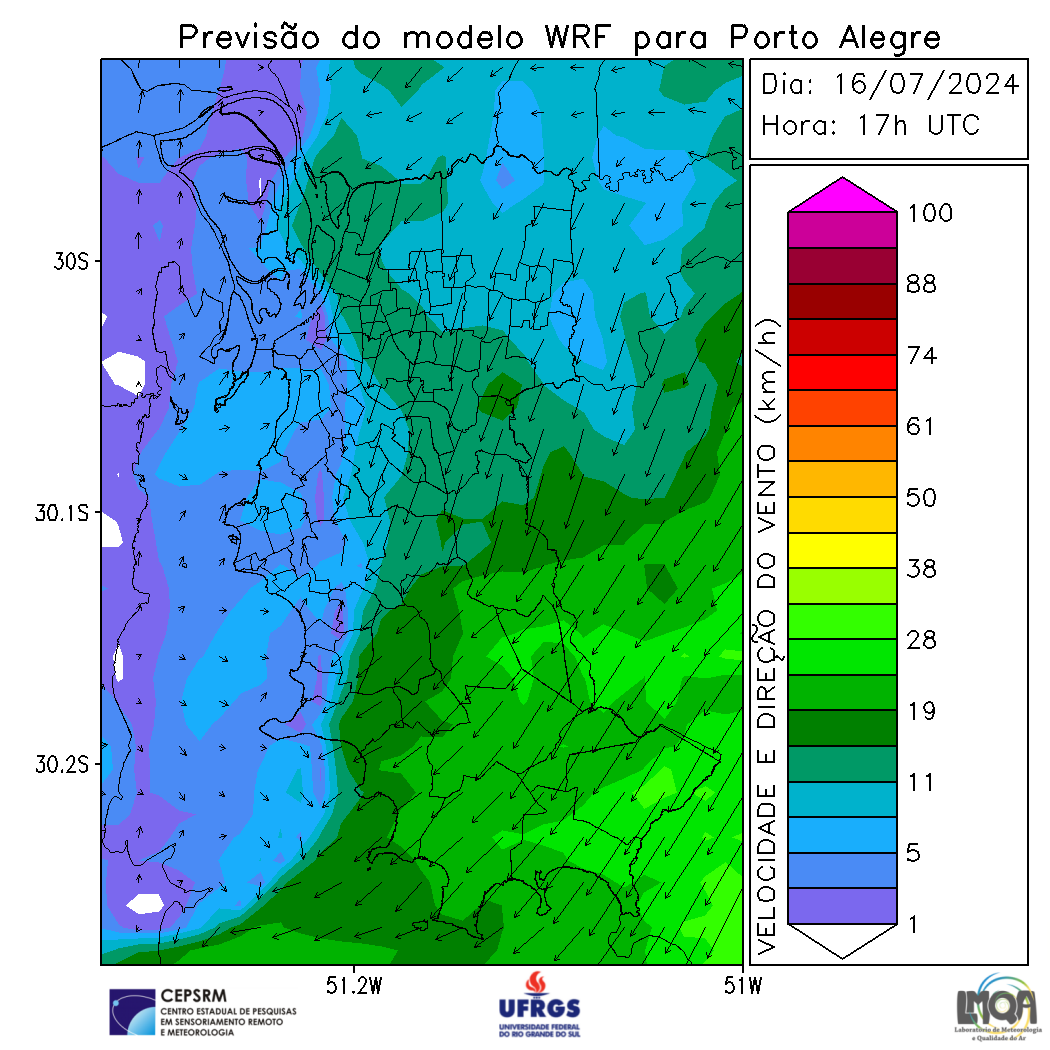 Previsão do modelo WRF para Porto Alegre
Dia: 16/07/2024
Hora: 17h UTC
30S
30.1S
30.2S
51.2W
51W
VELOCIDADE E DIREÇÃO DO VENTO (km/h)
100
88
74
61
50
38
28
19
11
5
1
CEPSRM
CENTRO ESTADUAL DE PESQUISAS
EM SENSORIAMENTO REMOTO
E METEOROLOGIA
UFRGS
UNIVERSIDADE FEDERAL
DO RIO GRANDE DO SUL
LMQA
Laboratório de Meteorologia
e Qualidade do Ar